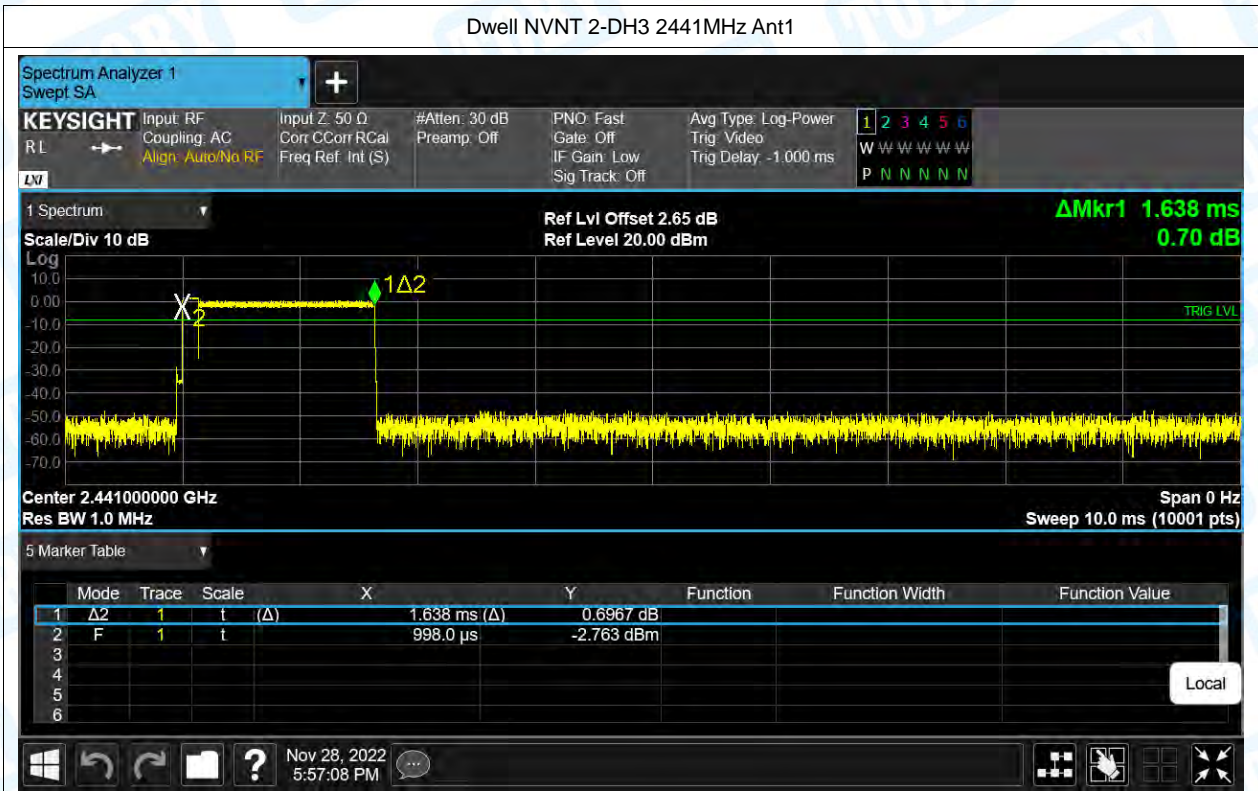 Dwell NVNT 2-DH3 2441MHz Ant1
Spectrum Analyzer 1
Swept SA
+
KEYSIGHT Input: RF Input Z: 50 Ω #Atten: 30 dB PNO: Fast Avg Type: Log-Power 1 2 3 4 5 6
RL Coupling: AC Corr CCorr RCal Preamp: Off Gate: Off Trig: Video W W W W W W
Align: Auto/No RF Freq Ref: Int (S) IF Gain: Low Trig Delay: -1.000 ms P N N N N N
LXI Sig Track: Off
1 Spectrum Ref Lvl Offset 2.65 dB ΔMkr1 1.638 ms
Scale/Div 10 dB Ref Level 20.00 dBm 0.70 dB
Log
10.0
1Δ2
0.00
2
TRIG LVL
-10.0
-20.0
-30.0
-40.0
-50.0
-60.0
-70.0
Center 2.441000000 GHz Span 0 Hz
Res BW 1.0 MHz Sweep 10.0 ms (10001 pts)
5 Marker Table
Mode Trace Scale X Y Function Function Width Function Value
1 Δ2 1 t (Δ) 1.638 ms (Δ) 0.6967 dB
2 F 1 t 998.0 µs -2.763 dBm
3
4
5
6
Local
? Nov 28, 2022
5:57:08 PM